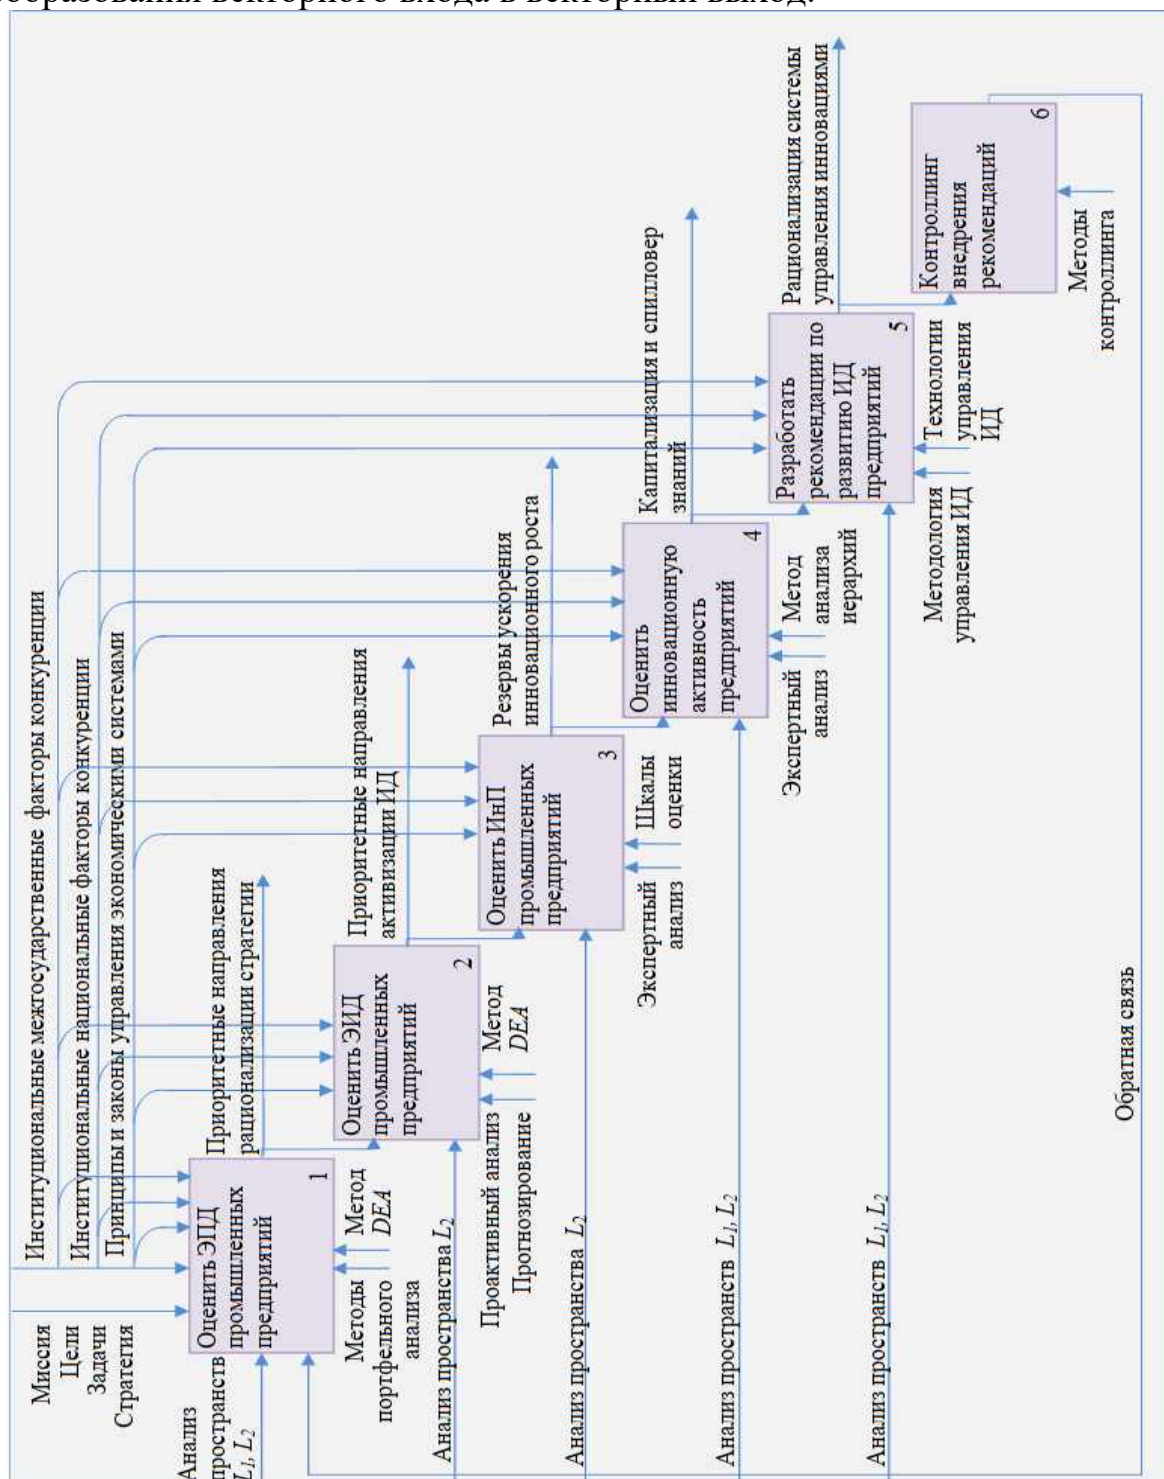 образования векторного входа в векторный выход.
Миссия
Цели
Задачи
Стратегия
Институциональные межгосударственные факторы конкуренции
Институциональные национальные факторы конкуренции
Принципы и законы управления экономическими системами
Анализ
пространств
L1, L2
Оценить ЭПД
промышленных
предприятий
1
Приоритетные направления
рационализации стратегии
Методы
портфельного
анализа
Метод
DEA
Анализ пространства L2
Оценить ЭИД
промышленных
предприятий
2
Приоритетные направления
активизации ИД
Проактивный анализ
Прогнозирование
Метод
DEA
Анализ пространства L2
Оценить ИнП
промышленных
предприятий
3
Резервы ускорения
инновационного роста
Экспертный
анализ
Шкалы
оценки
Анализ пространств L1, L2
Оценить
инновационную
активность
предприятий
4
Капитализация и спилловер
знаний
Экспертный
анализ
Метод
анализа
иерархий
Анализ пространств L1, L2
Разработать
рекомендации по
развитию ИД
предприятий
5
Рационализация системы
управления инновациями
Методология
управления ИД
Технологии
управления
ИД
Контроллинг
внедрения
рекомендаций
6
Методы
контроллинга
Обратная связь